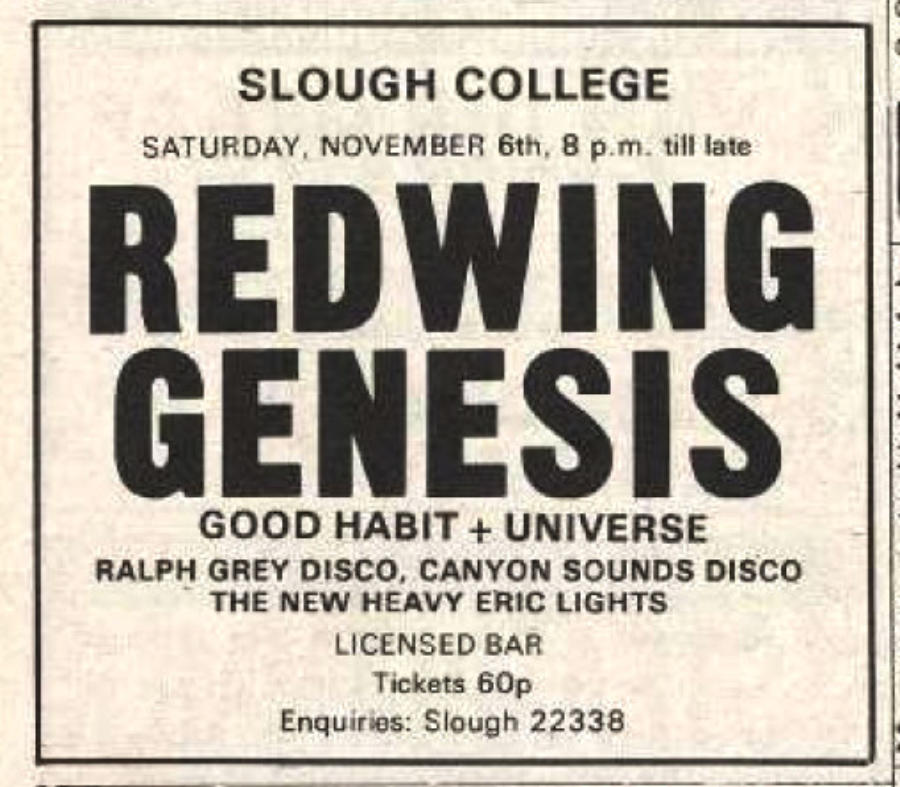 SLOUGH COLLEGE
SATURDAY, NOVEMBER 6th, 8 p.m. till late
REDWING
GENESIS
GOOD HABIT + UNIVERSE
RALPH GREY DISCO, CANYON SOUNDS DISCO
THE NEW HEAVY ERIC LIGHTS
LICENSED BAR
Tickets 60p
Enquiries: Slough 22338